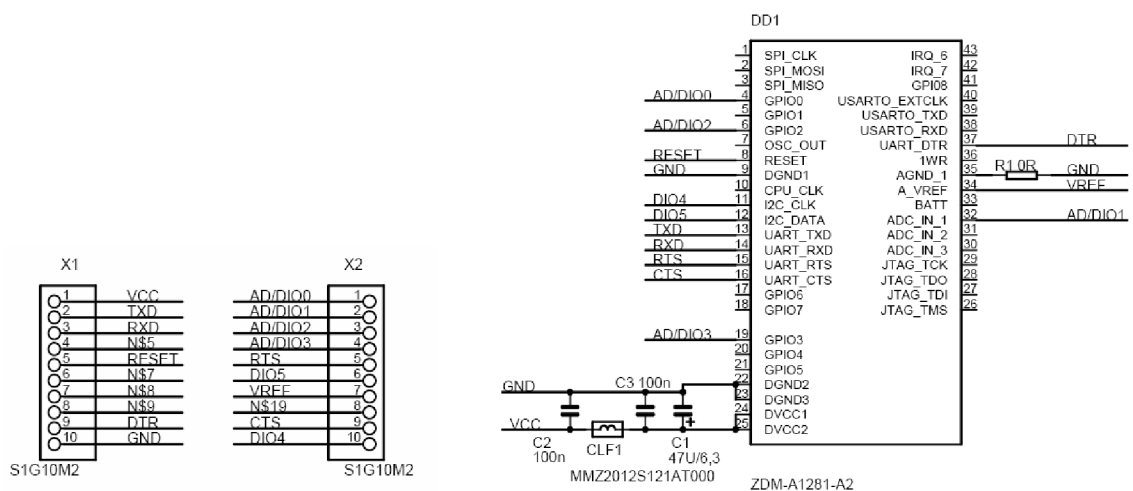 DD1
1 SPI_CLK IRQ_6 43
2 SPI_MOSI IRQ_7 42
3 SPI_MISO GPI08 41
AD/DIO0 4 GPIO0 USARTO_EXTCLK 40
5 GPIO1 USARTO_TXD 39
AD/DIO2 6 GPIO2 USARTO_RXD 38
7 OSC_OUT UART_DTR 37 DTR
RESET 8 RESET 1WR 36
GND 9 DGND1 AGND_1 35 R1 0R GND
10 CPU_CLK A_VREF 34 VREF
DIO4 11 I2C_CLK BATT 33
DIO5 12 I2C_DATA ADC_IN_1 32 AD/DIO1
TXD 13 UART_TXD ADC_IN_2 31
RXD 14 UART_RXD ADC_IN_3 30
RTS 15 UART_RTS JTAG_TCK 29
CTS 16 UART_CTS JTAG_TDO 28
17 GPIO6 JTAG_TDI 27
18 GPIO7 JTAG_TMS 26
AD/DIO3 19 GPIO3
20 GPIO4
21 GPIO5
GND C3 100n 22 DGND2
23 DGND3
24 DVCC1
VCC + 25 DVCC2
C2 CLF1 C1
100n 47U/6,3
MMZ2012S121AT000
ZDM-A1281-A2
X1 X2
1 VCC AD/DIO0 1
2 TXD AD/DIO1 2
3 RXD AD/DIO2 3
4 N$5 AD/DIO3 4
5 RESET RTS 5
6 N$7 DIO5 6
7 N$8 VREF 7
8 N$9 N$19 8
9 DTR CTS 9
10 GND DIO4 10
S1G10M2 S1G10M2